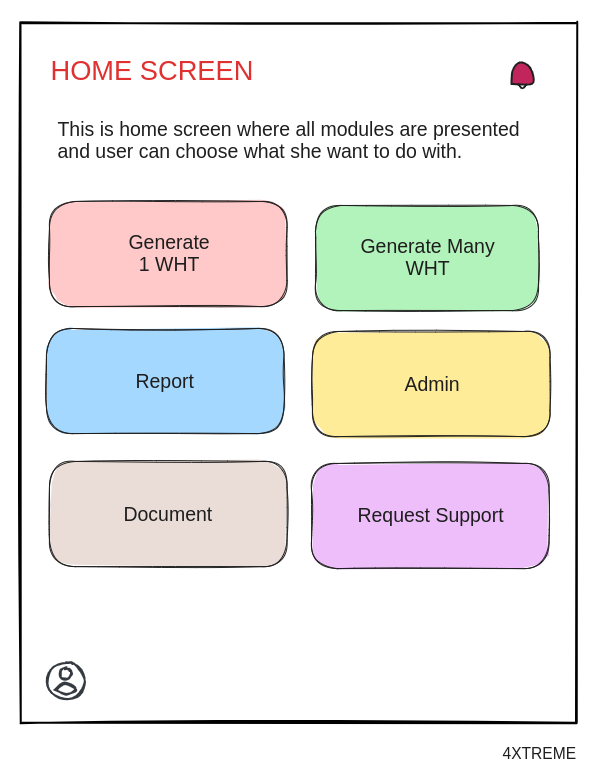 HOME SCREEN
This is home screen where all modules are presented
and user can choose what she want to do with.
Generate
1 WHT
Generate Many
WHT
Report
Admin
Document
Request Support
4XTREME